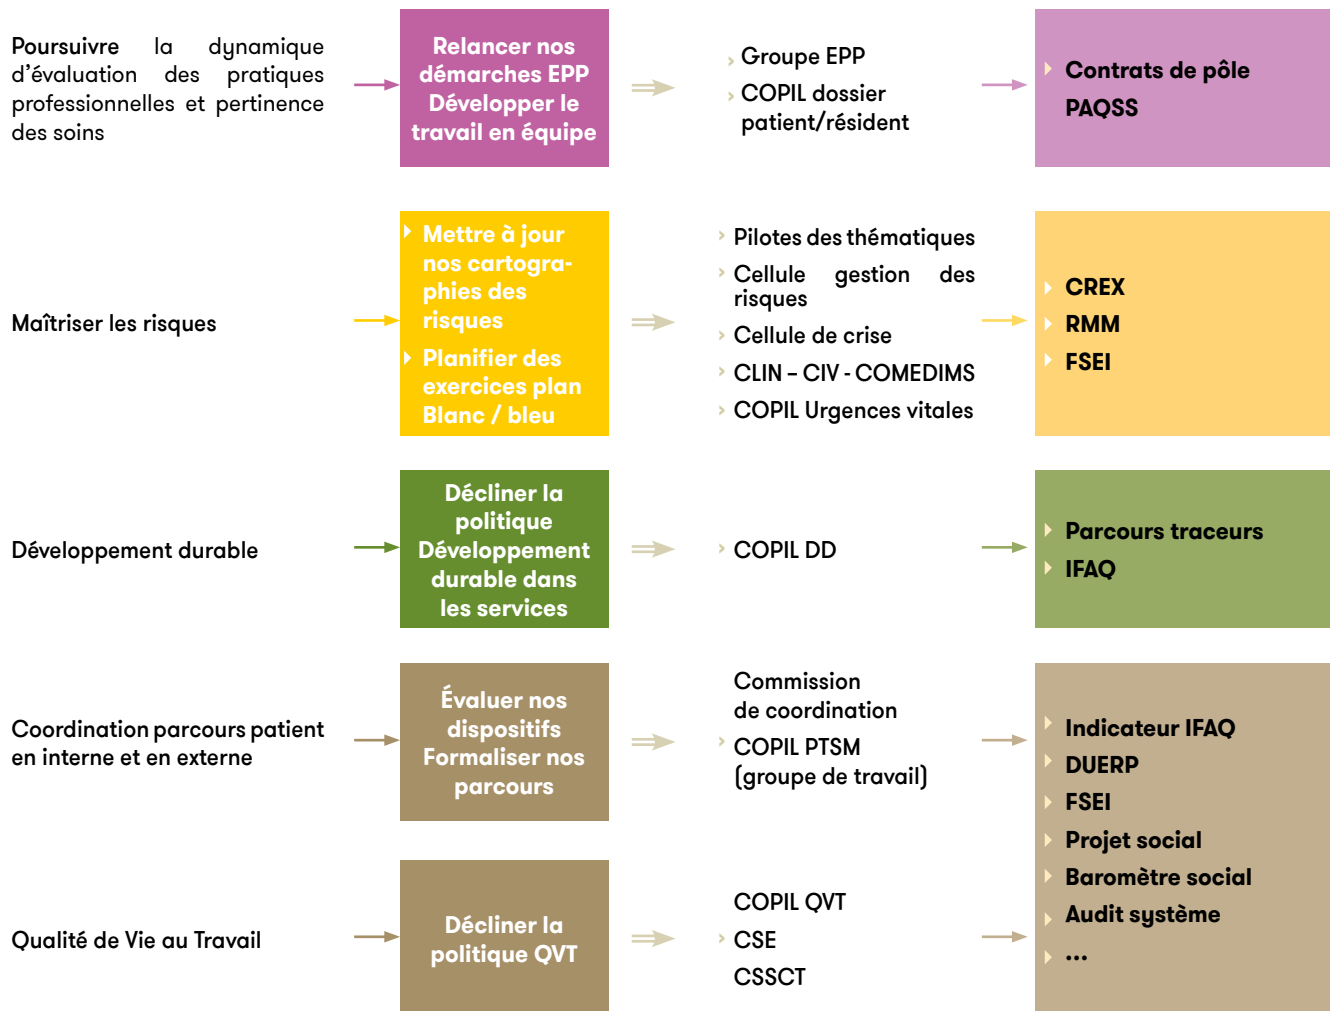 Poursuivre la dynamique
d'évaluation des pratiques
professionnelles et pertinence
des soins
Relancer nos
démarches EPP
Développer le
travail en équipe
› Groupe EPP
› COPIL dossier
patient/résident
Contrats de pôle
PAQSS
Maîtriser les risques
Mettre à jour
nos cartogra-
phies des
risques
Planifier des
exercices plan
Blanc / bleu
› Pilotes des thématiques
› Cellule gestion des
risques
› Cellule de crise
› CLIN – CIV - COMEDIMS
› COPIL Urgences vitales
CREX
RMM
FSEI
Développement durable
Décliner la
politique
Développement
durable dans
les services
› COPIL DD
Parcours traceurs
IFAQ
Coordination parcours patient
en interne et en externe
Évaluer nos
dispositifs
Formaliser nos
parcours
Commission
de coordination
› COPIL PTSM
(groupe de travail)
Indicateur IFAQ
DUERP
FSEI
Projet social
Baromètre social
Audit système
...
Qualité de Vie au Travail
Décliner la
politique QVT
COPIL QVT
› CSE
CSSCT